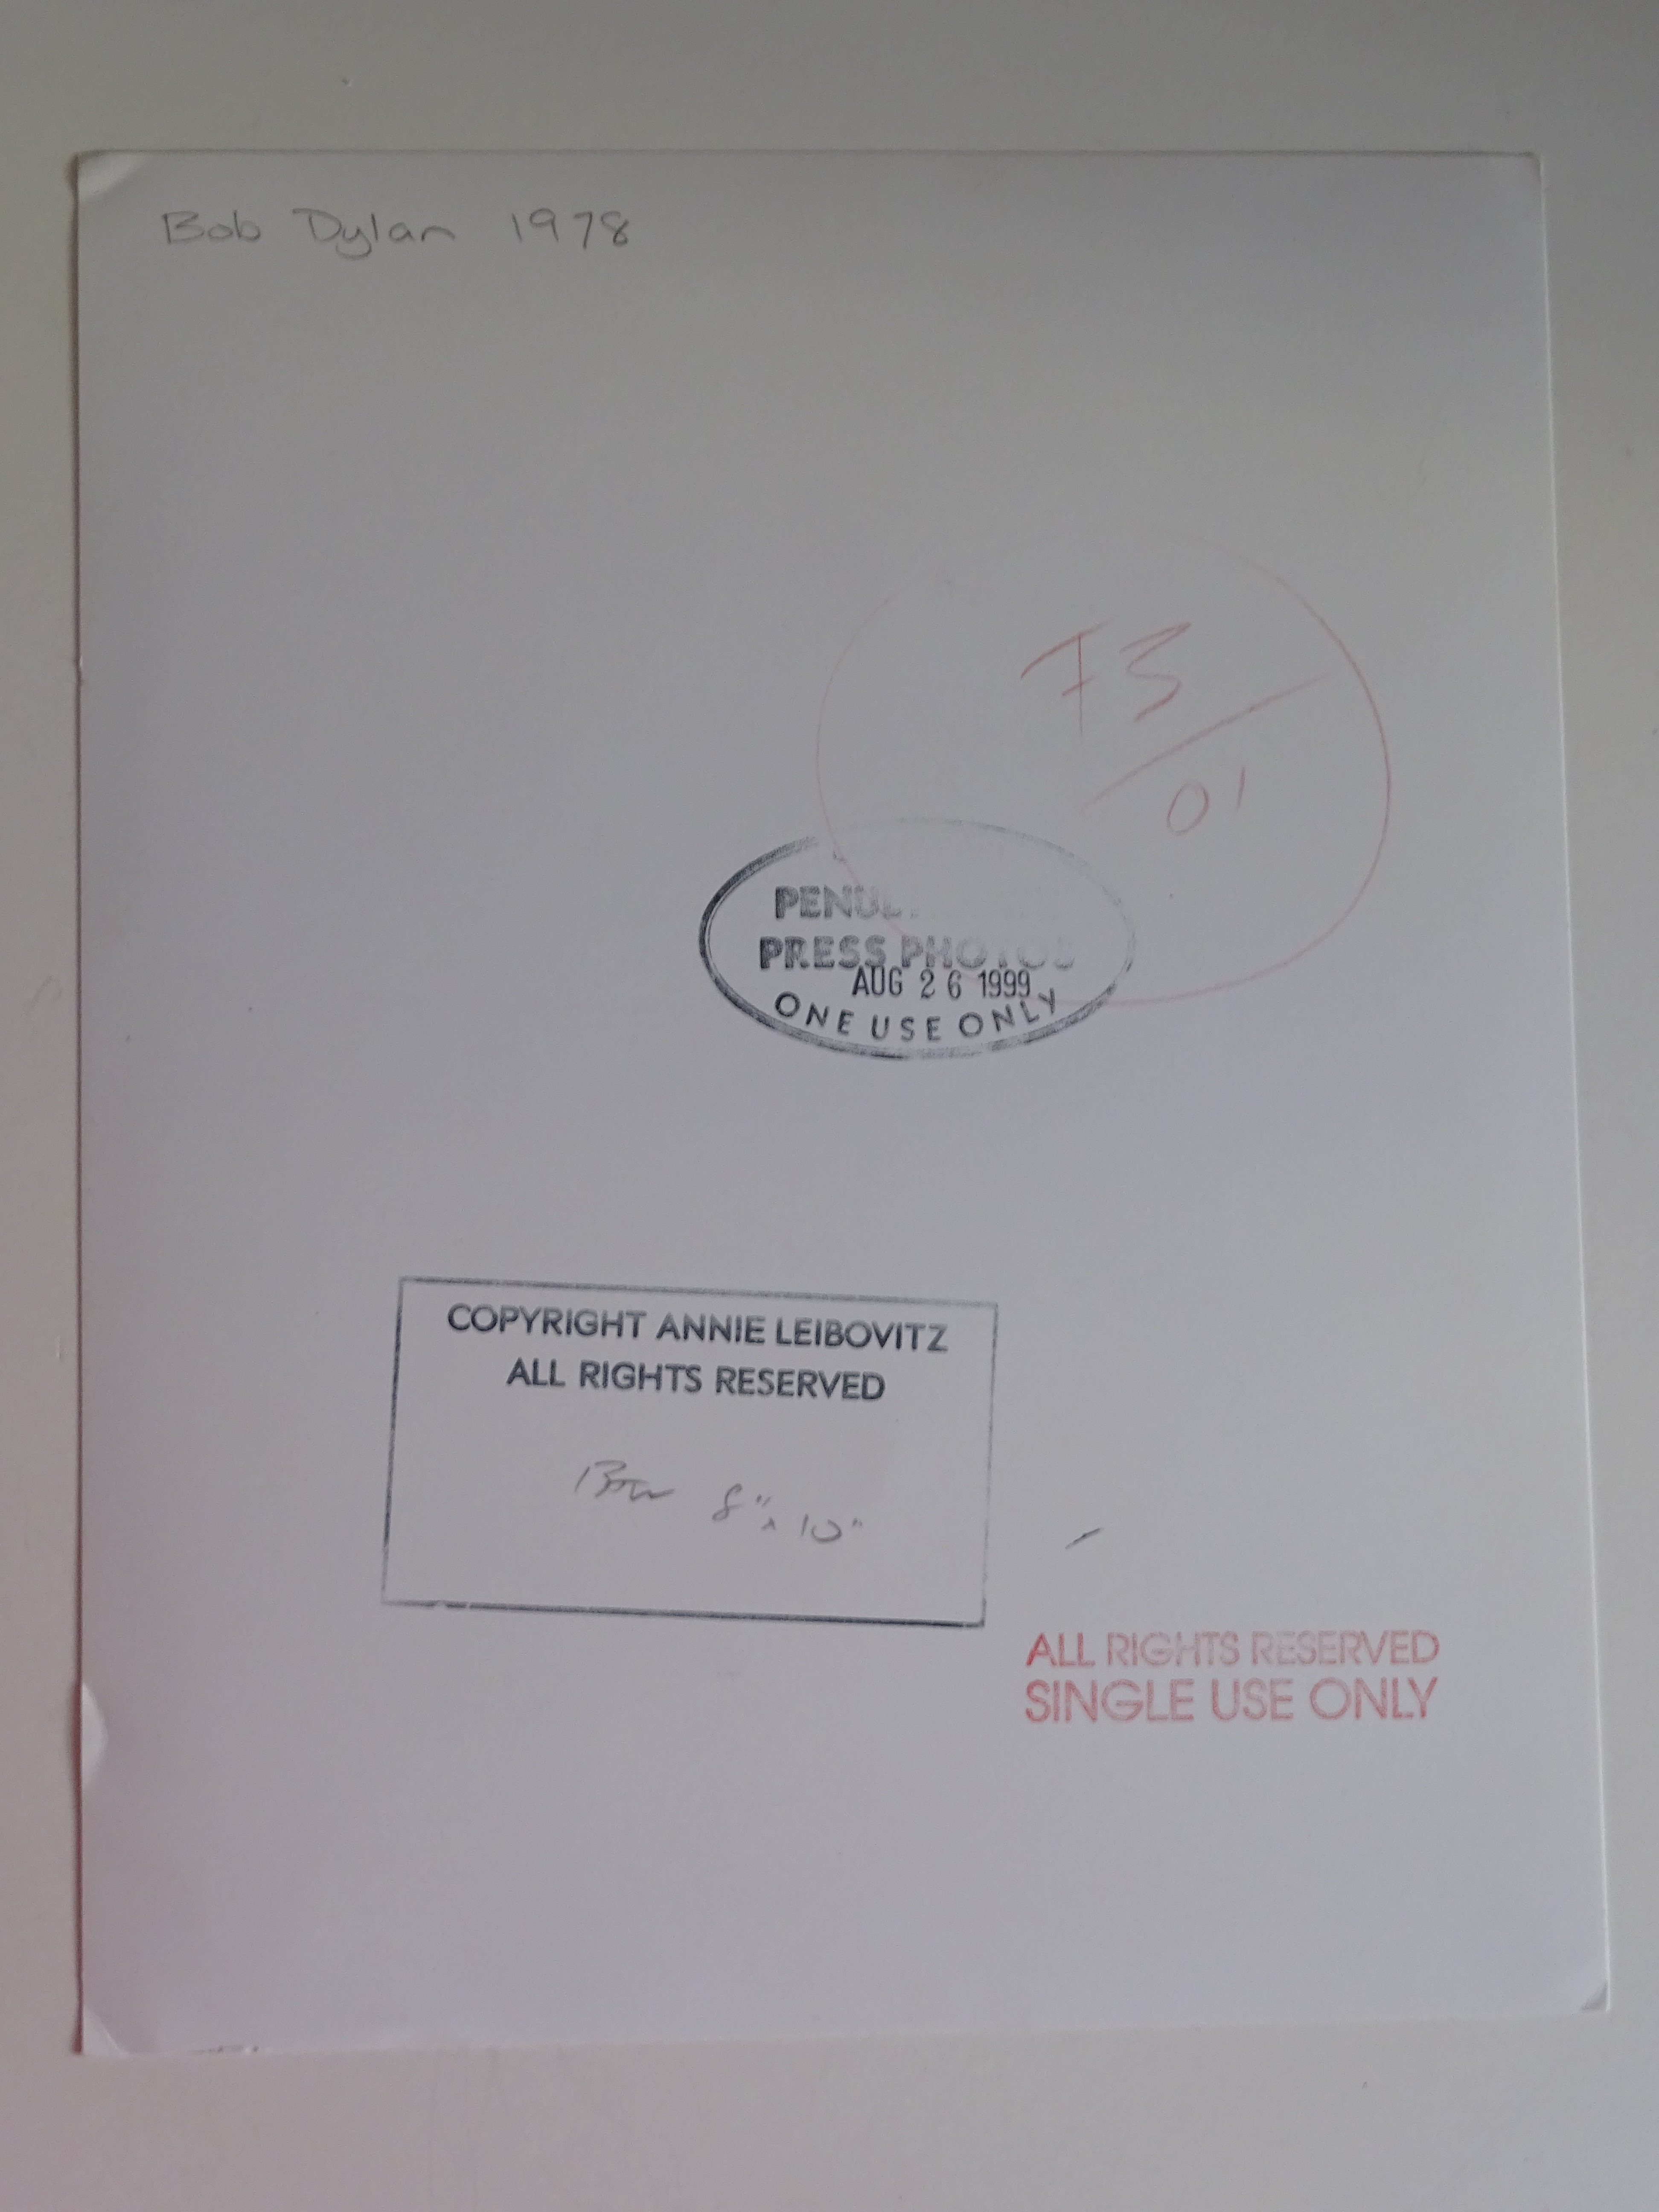 Bob Dylan 1978
73
01
PRESS PHOTOS
AUG 26 1999
ONE USE ONLY
COPYRIGHT ANNIE LEIBOVITZ
ALL RIGHTS RESERVED
8" x 10"
ALL RIGHTS RESERVED
SINGLE USE ONLY